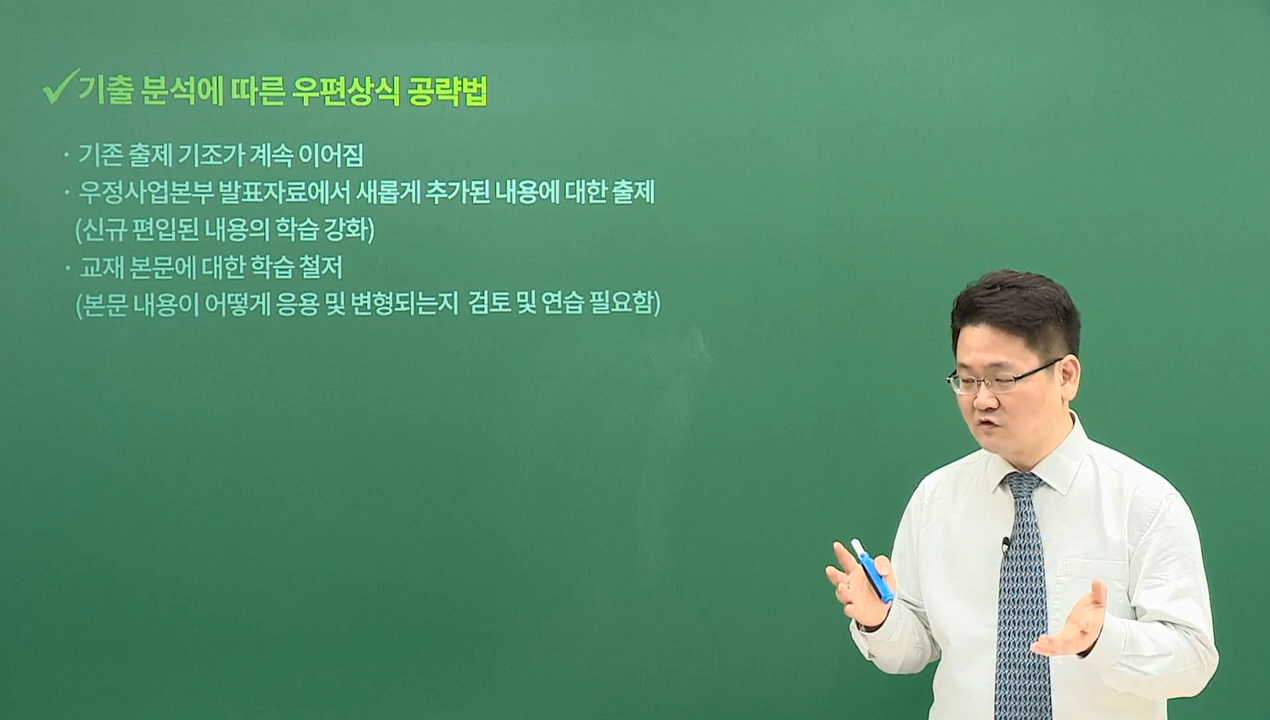 ✓기출 분석에 따른 우편상식 공략법
· 기존 출제 기조가 계속 이어짐
· 우정사업본부 발표자료에서 새롭게 추가된 내용에 대한 출제
(신규 편입된 내용의 학습 강화)
· 교재 본문에 대한 학습 철저
(본문 내용이 어떻게 응용 및 변형되는지 검토 및 연습 필요함)